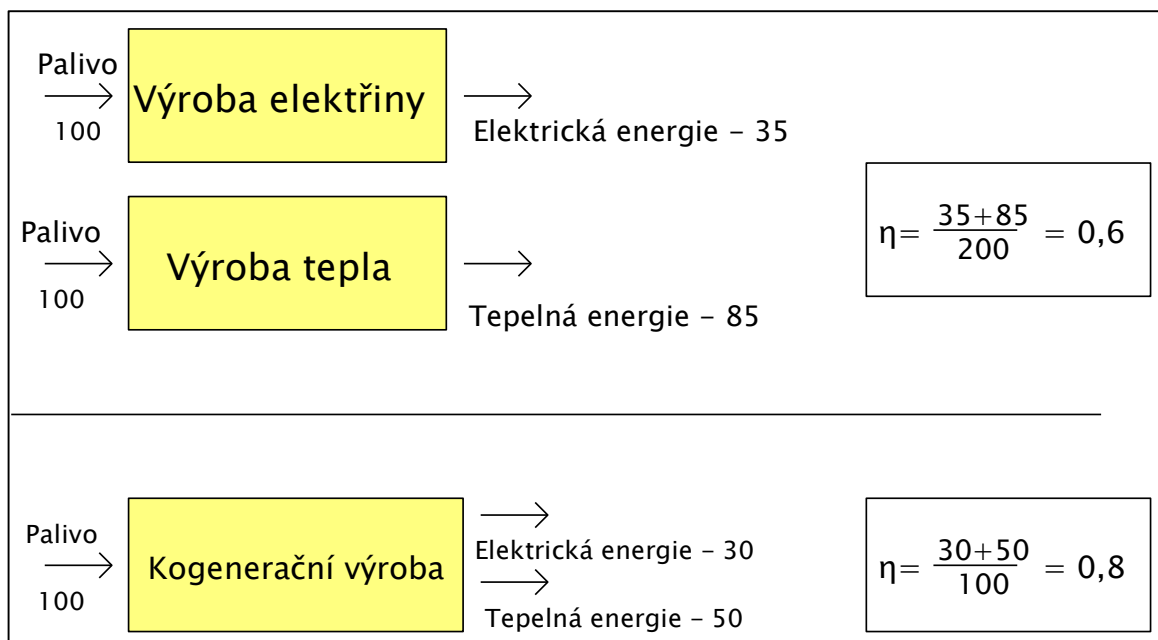 Palivo
100
Výroba elektřiny
Elektrická energie – 35
Palivo
100
Výroba tepla
Tepelná energie – 85
η= 35+85
200 = 0,6
Palivo
100
Kogenerační výroba
Elektrická energie – 30
Tepelná energie – 50
η= 30+50
100 = 0,8